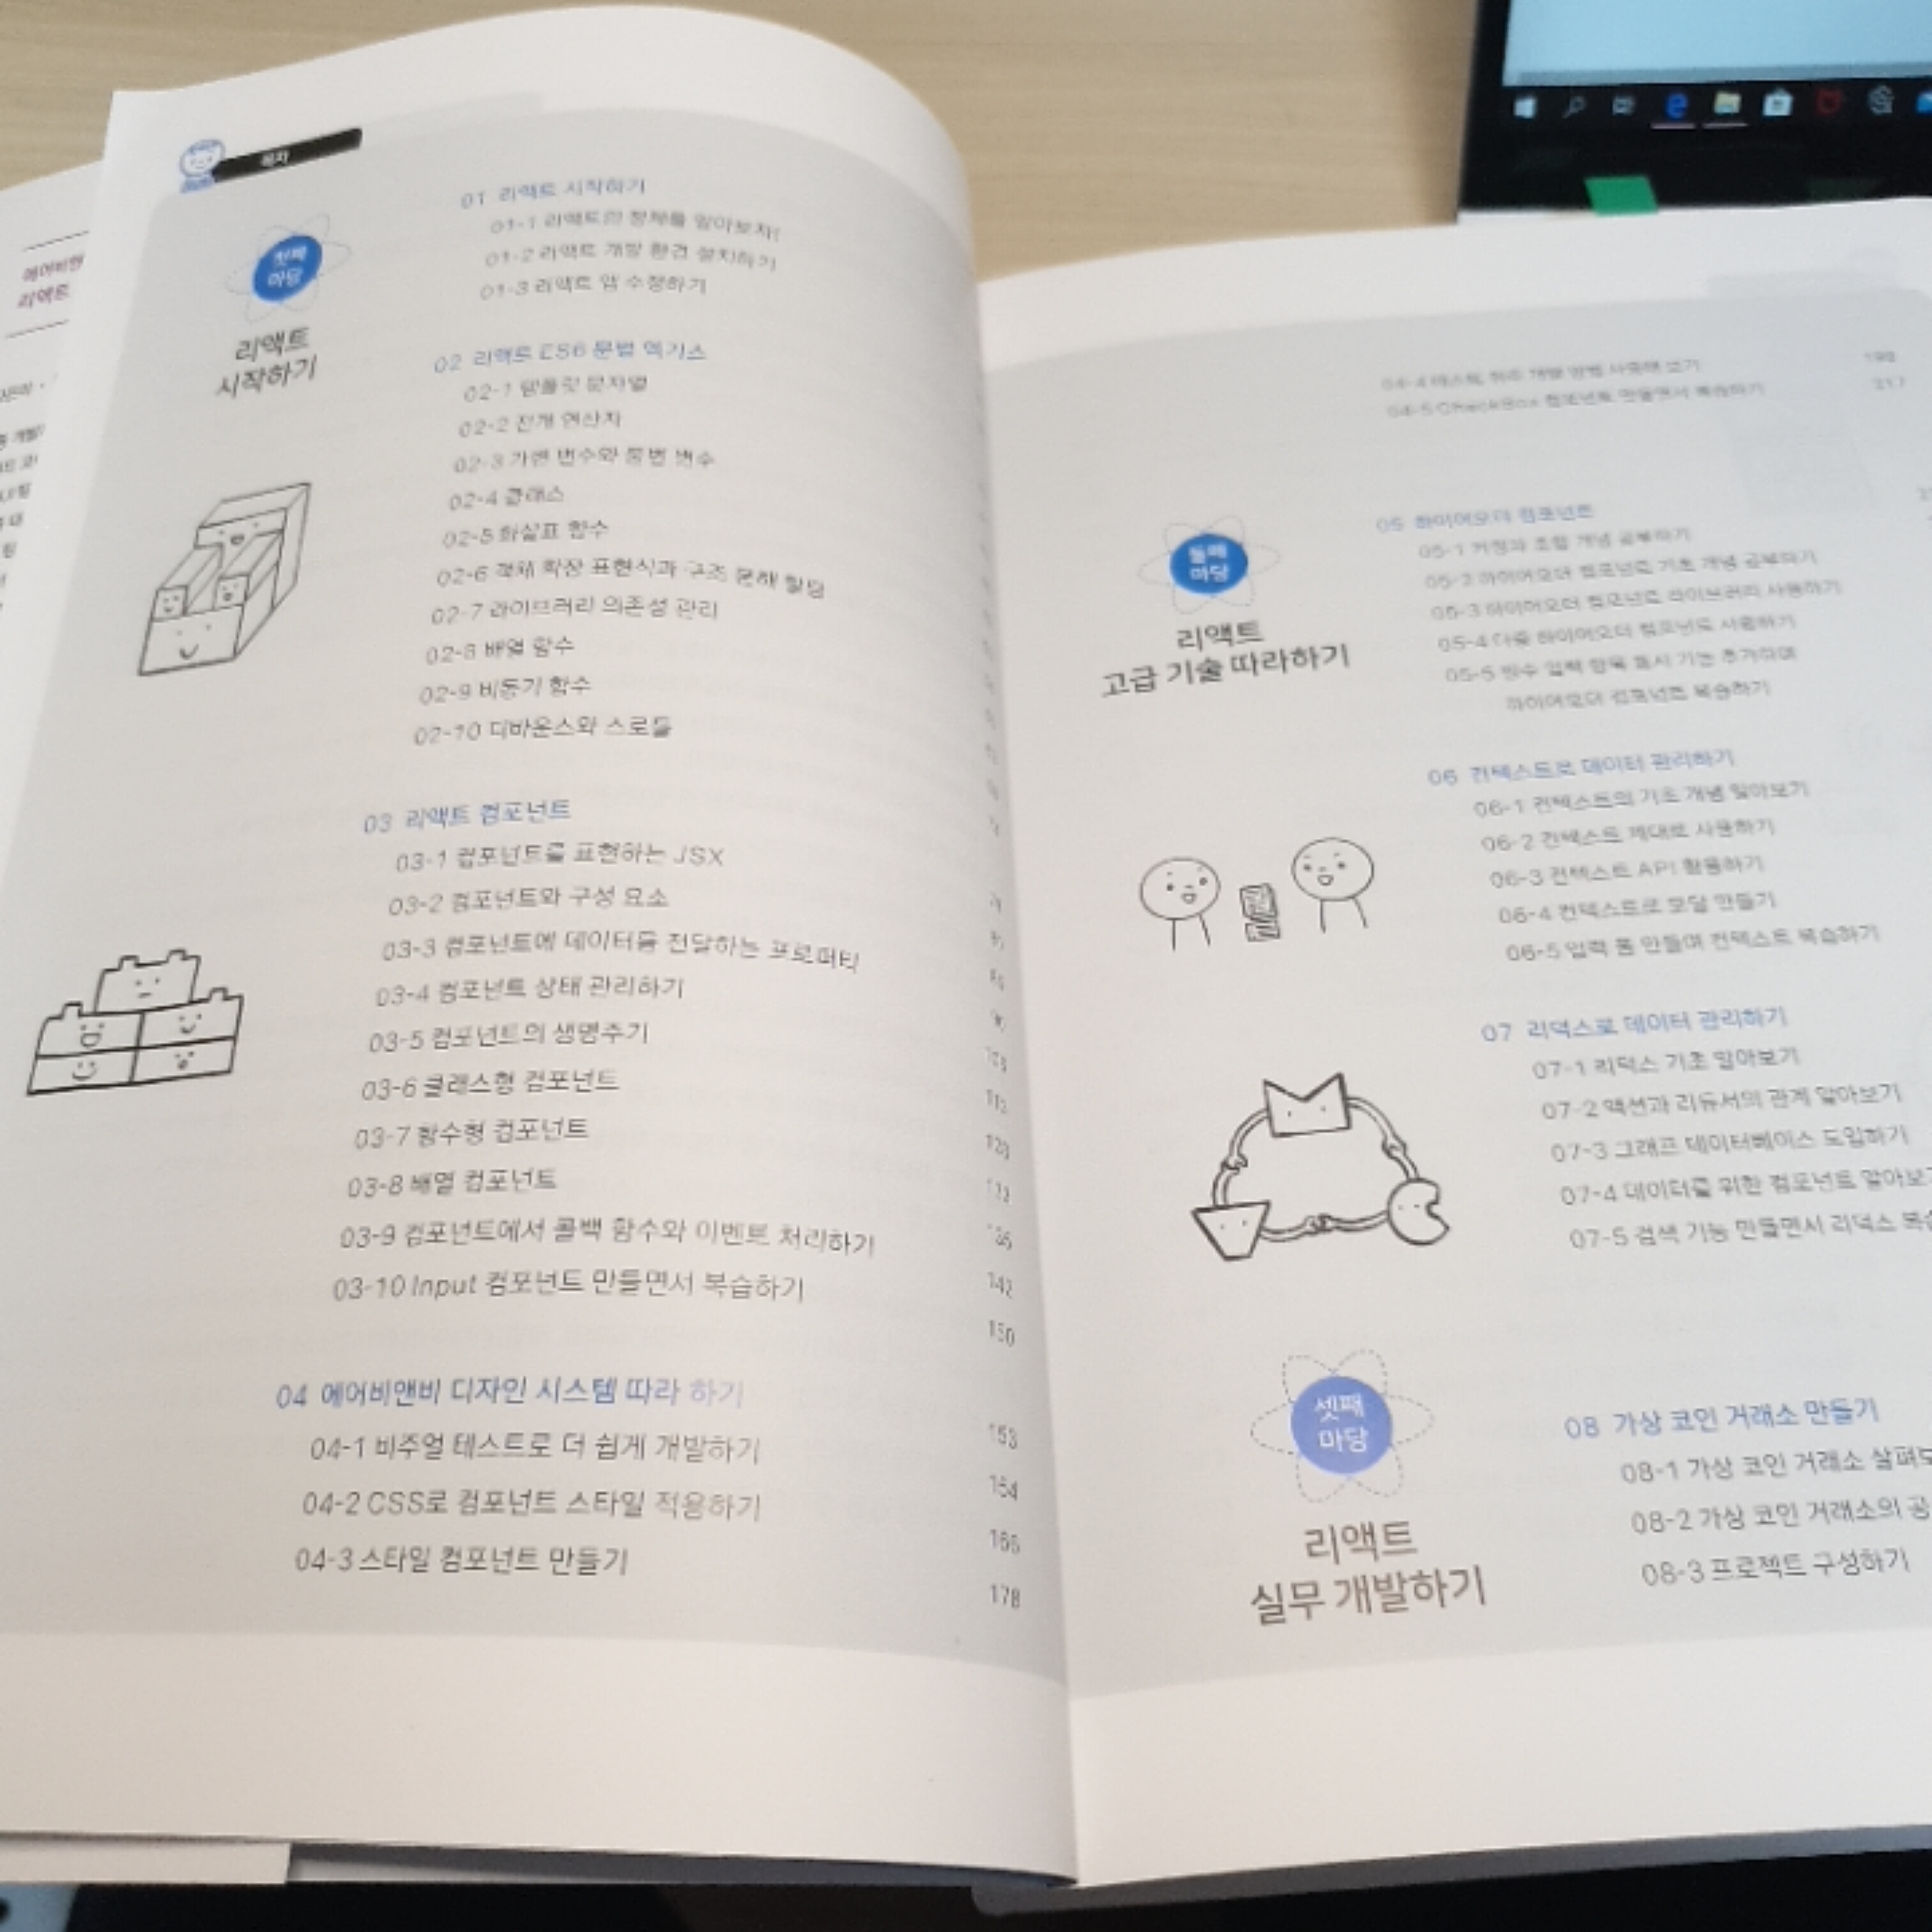 에어비앤
리액트
목차
첫째
마당
리액트
시작하기
01 리액트 시작하기
01-1 리액트의 정체를 알아보자!
01-2 리액트 개발 환경 설치하기
01-3 리액트 앱 수정하기
02 리액트 ES6 문법 엑기스
02-1 템플릿 문자열
02-2 전개 연산자
02-3 가변 변수와 불변 변수
02-4 클래스
02-5 화살표 함수
02-6 객체 확장 표현식과 구조 분해 할당
02-7 라이브러리 의존성 관리
02-8 배열 함수
02-9 비동기 함수
02-10 디바운스와 스로틀
03 리액트 컴포넌트
03-1 컴포넌트를 표현하는 JSX
03-2 컴포넌트와 구성 요소
03-3 컴포넌트에 데이터를 전달하는 프로퍼티
03-4 컴포넌트 상태 관리하기
03-5 컴포넌트의 생명주기
03-6 클래스형 컴포넌트
03-7 함수형 컴포넌트
03-8 배열 컴포넌트
03-9 컴포넌트에서 콜백 함수와 이벤트 처리하기
03-10 Input 컴포넌트 만들면서 복습하기
142
150
04 에어비앤비 디자인 시스템 따라 하기
04-1 비주얼 테스트로 더 쉽게 개발하기
153
04-2 CSS로 컴포넌트 스타일 적용하기
154
04-3 스타일 컴포넌트 만들기
166
178
04-4 테스트 주도 개발 방법 사용해 보기
04-5 CheckBox 컴포넌트 만들면서 복습하기 217
둘째
마당
리액트
고급 기술 따라하기
05 하이어오더 컴포넌트
05-1 커링과 조합 개념 공부하기
05-2 하이어오더 컴포넌트 기초 개념 공부하기
05-3 하이어오더 컴포넌트 라이브러리 사용하기
05-4 다중 하이어오더 컴포넌트 사용하기
05-5 필수 입력 항목 표시 기능 추가하며
하이어오더 컴포넌트 복습하기
06 컨텍스트로 데이터 관리하기
06-1 컨텍스트의 기초 개념 알아보기
06-2 컨텍스트 제대로 사용하기
06-3 컨텍스트 API 활용하기
06-4 컨텍스트로 모달 만들기
06-5 입력 폼 만들며 컨텍스트 복습하기
07 리덕스로 데이터 관리하기
07-1 리덕스 기초 알아보기
07-2 액션과 리듀서의 관계 알아보기
07-3 그래프 데이터베이스 도입하기
07-4 데이터를 위한 컴포넌트 알아보기
07-5 검색 기능 만들면서 리덕스 복습
셋째
마당
리액트
실무 개발하기
08 가상 코인 거래소 만들기
08-1 가상 코인 거래소 살펴보
08-2 가상 코인 거래소의 공
08-3 프로젝트 구성하기